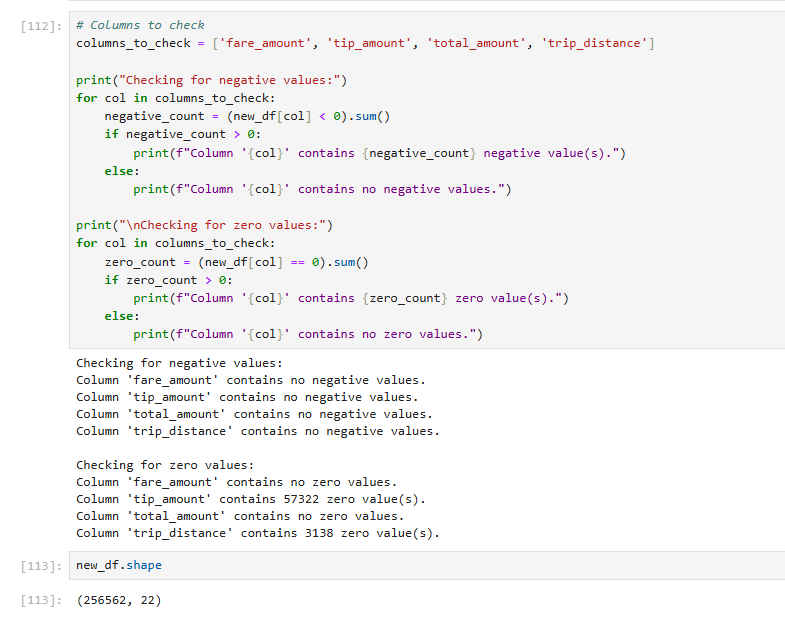 [112]: # Columns to check
columns_to_check = ['fare_amount', 'tip_amount', 'total_amount', 'trip_distance']
print("Checking for negative values:")
for col in columns_to_check:
    negative_count = (new_df[col] < 0).sum()
    if negative_count > 0:
        print(f"Column '{col}' contains {negative_count} negative value(s).")
    else:
        print(f"Column '{col}' contains no negative values.")
print("\nChecking for zero values:")
for col in columns_to_check:
    zero_count = (new_df[col] == 0).sum()
    if zero_count > 0:
        print(f"Column '{col}' contains {zero_count} zero value(s).")
    else:
        print(f"Column '{col}' contains no zero values.")
Checking for negative values:
Column 'fare_amount' contains no negative values.
Column 'tip_amount' contains no negative values.
Column 'total_amount' contains no negative values.
Column 'trip_distance' contains no negative values.
Checking for zero values:
Column 'fare_amount' contains no zero values.
Column 'tip_amount' contains 57322 zero value(s).
Column 'total_amount' contains no zero values.
Column 'trip_distance' contains 3138 zero value(s).
[113]: new_df.shape
[113]: (256562, 22)